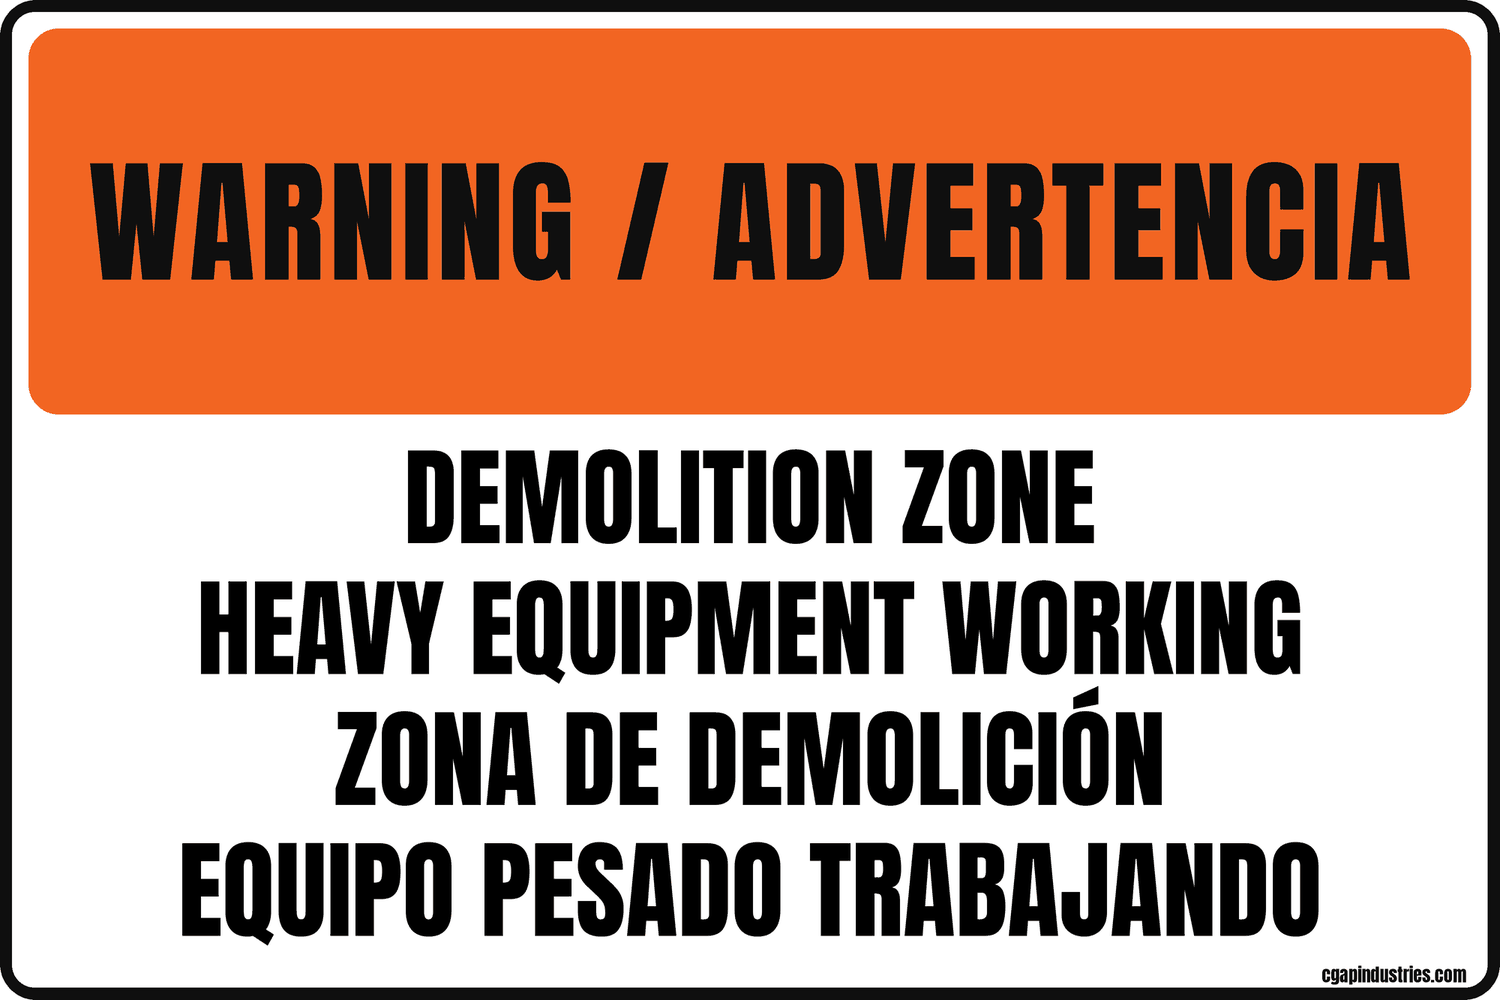 WARNING / ADVERTENCIA
DEMOLITION ZONE
HEAVY EQUIPMENT WORKING
ZONA DE DEMOLICIÓN
EQUIPO PESADO TRABAJANDO
cgapindustries.com